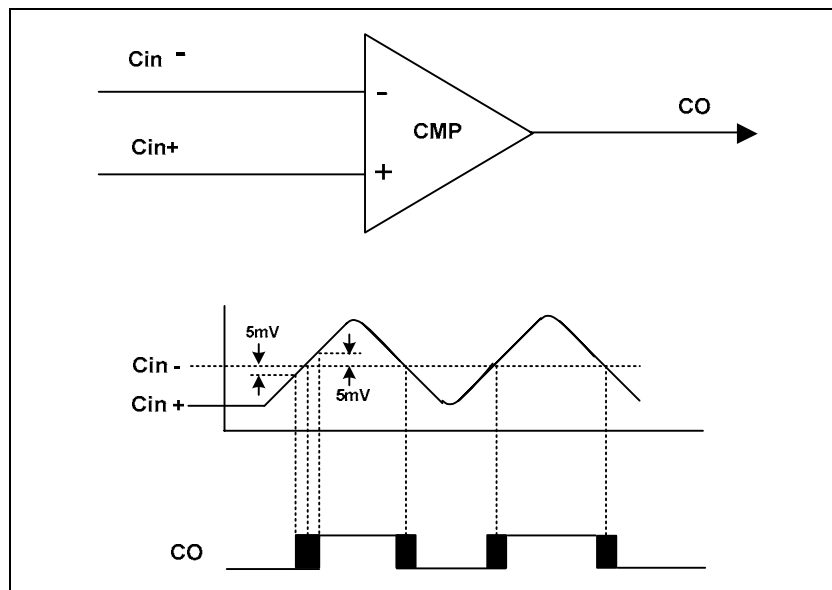 Cin -
-
CMP
CO
Cin+
+
5mV
Cin -
5mV
Cin +
CO